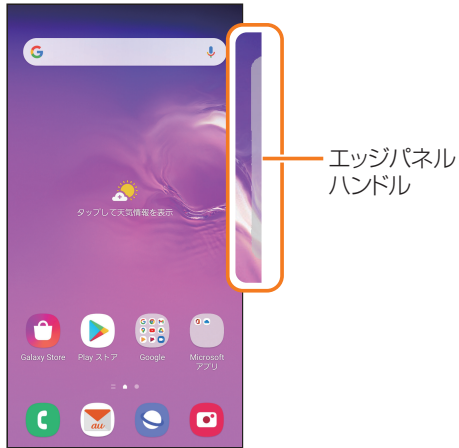 G
タップして天気情報を表示
エッジパネル
ハンドル
Galaxy Store
Play ストア
Google
Microsoft
アプリ
au